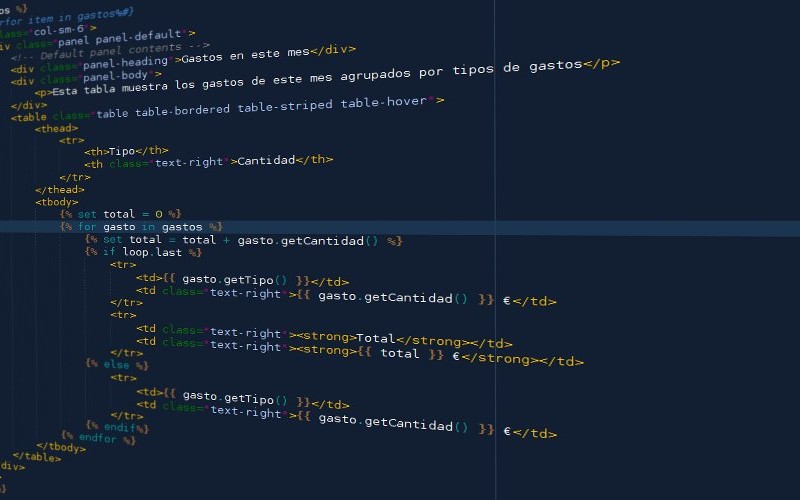 os %}
rfor item in gastos%#}
lass="col-sm-6">
iv class="panel panel-default">
<!-- Default panel contents -->
<div class="panel-heading">Gastos en este mes</div>
<div class="panel-body">
<p>Esta tabla muestra los gastos de este mes agrupados por tipos de gastos</p>
</div>
<table class="table table-bordered table-striped table-hover">
<thead>
<tr>
<th>Tipo</th>
<th class="text-right">Cantidad</th>
</tr>
</thead>
<tbody>
{% set total = 0 %}
{% for gasto in gastos %}
{% set total = total + gasto.getCantidad() %}
{% if loop.last %}
<tr>
<td>{{ gasto.getTipo() }}</td>
<td class="text-right">{{ gasto.getCantidad() }} €</td>
</tr>
<tr>
<td class="text-right"><strong>Total</strong></td>
<td class="text-right"><strong>{{ total }} €</strong></td>
</tr>
{% else %}
<tr>
<td>{{ gasto.getTipo() }}</td>
<td class="text-right">{{ gasto.getCantidad() }} €</td>
</tr>
{% endif%}
{% endfor %}
</tbody>
</table>
div>
>
%}